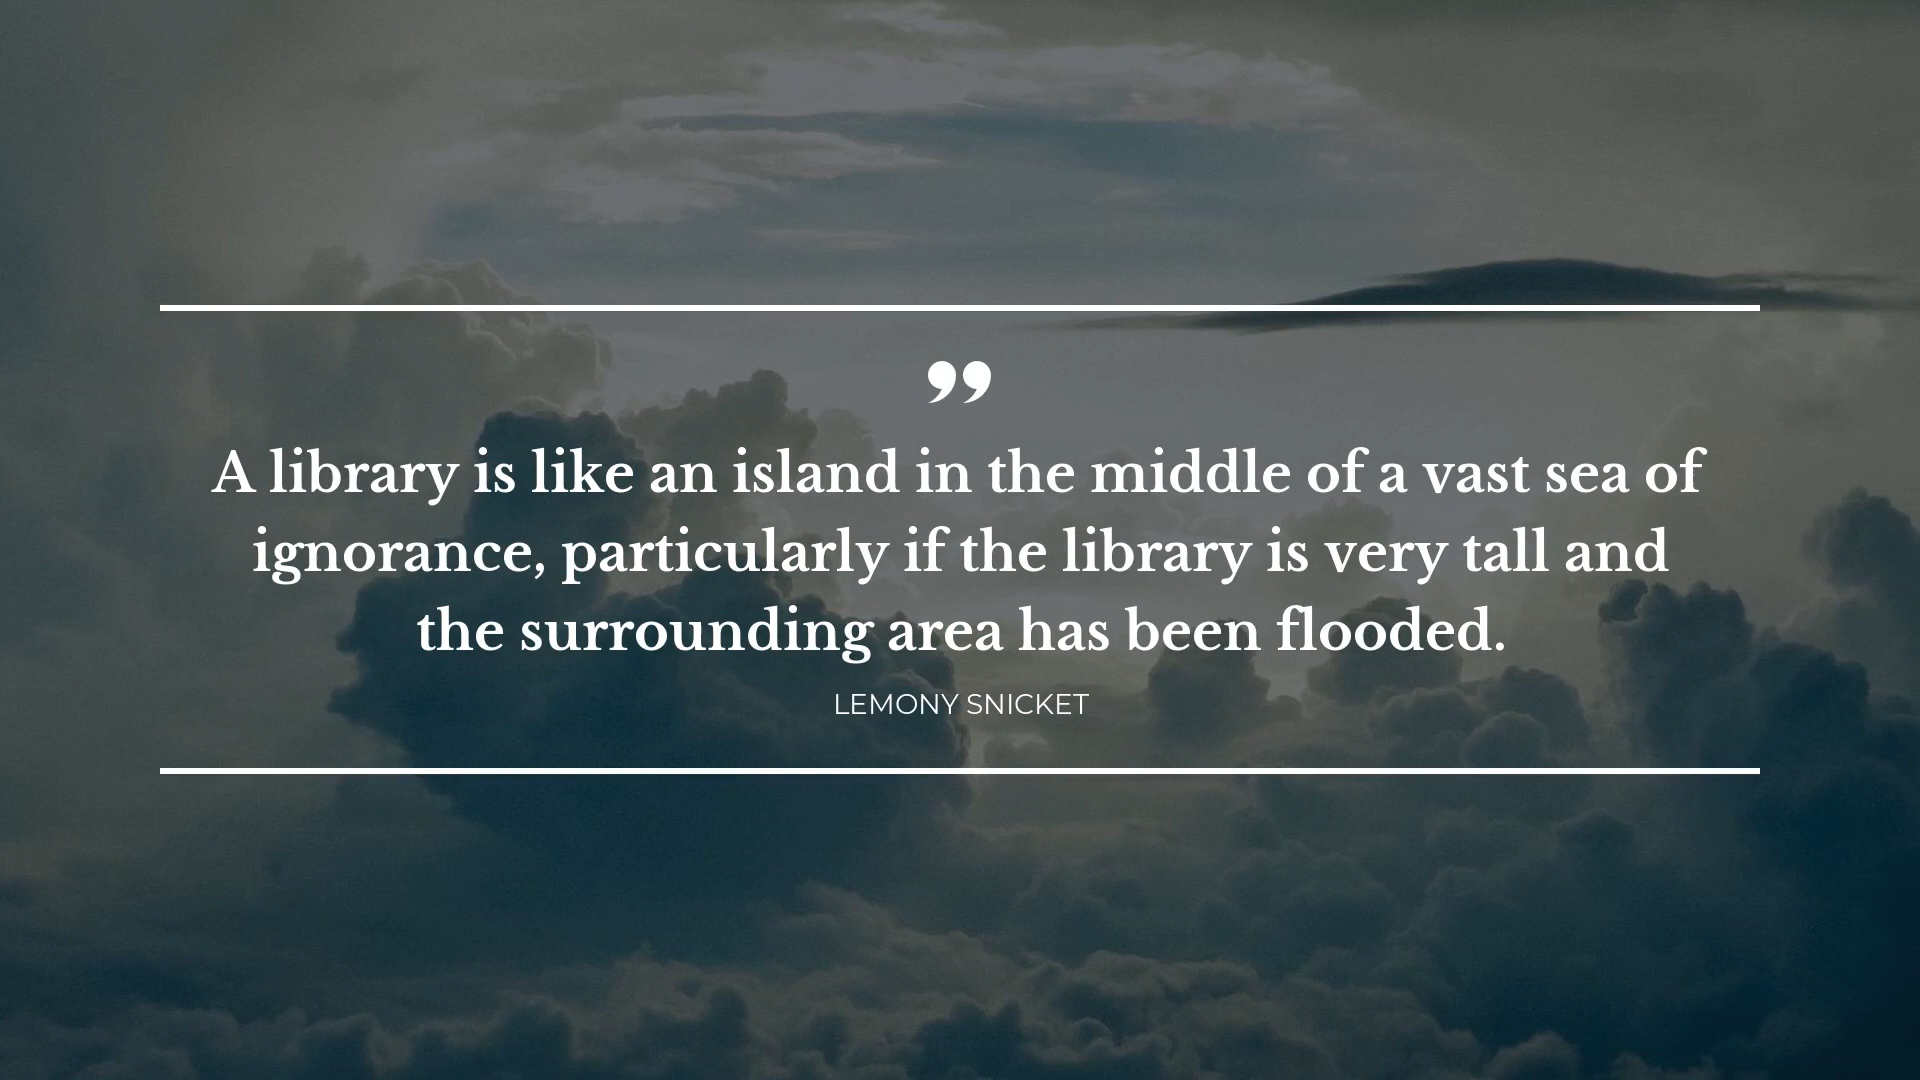 ”
A library is like an island in the middle of a vast sea of
ignorance, particularly if the library is very tall and
the surrounding area has been flooded.
LEMONY SNICKET